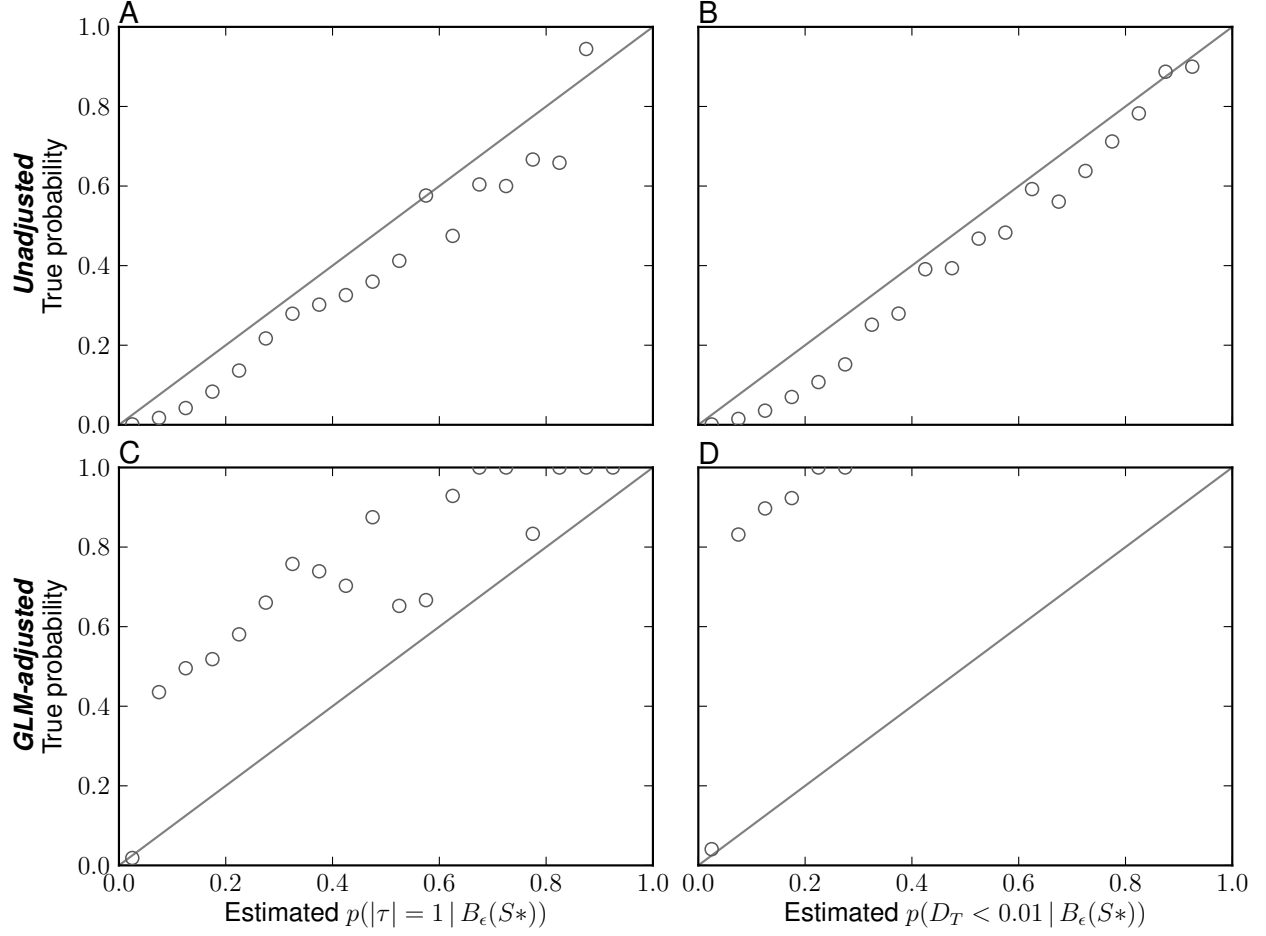 A
B
1.0
0.8
0.6
0.4
0.2
0.0
Unadjusted
True probability
C
D
1.0
0.8
0.6
0.4
0.2
0.0
GLM-adjusted
True probability
0.0 0.2 0.4 0.6 0.8 1.0
0.0 0.2 0.4 0.6 0.8 1.0
Estimated p(|τ| = 1 | B_ϵ(S*))
Estimated p(D_T < 0.01 | B_ϵ(S*))